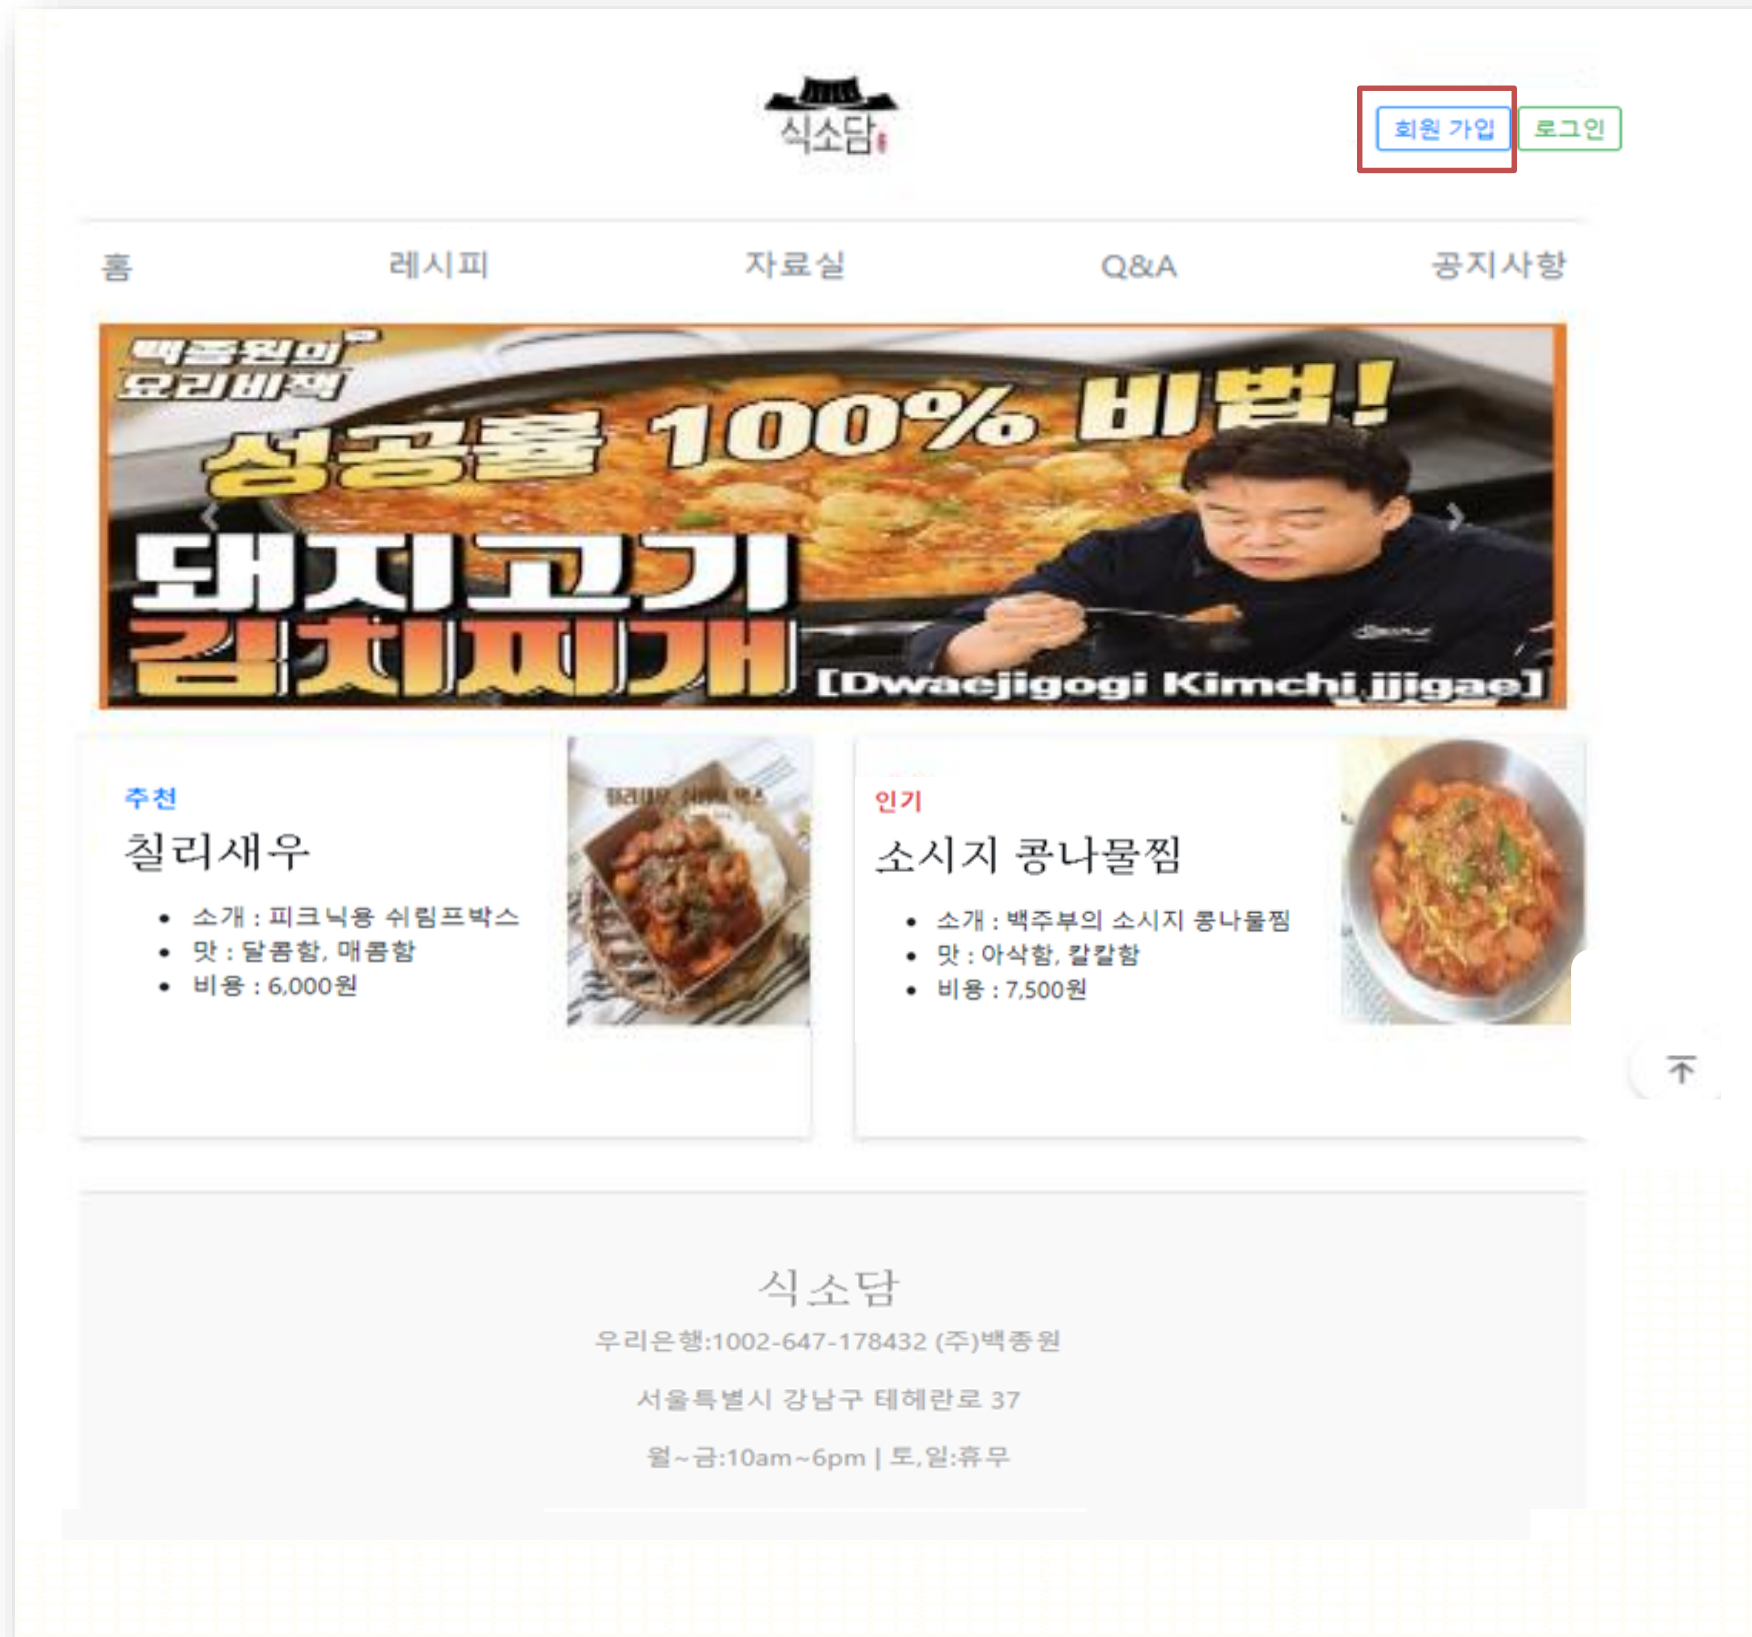 식소담
회원 가입
로그인
홈
레시피
자료실
Q&A
공지사항
백종원의
요리비책
성공률 100% 비법!
돼지고기
김치찌개
[Dwaejigogi Kimchi jjigae]
추천
칠리새우
소개 : 피크닉용 쉬림프박스
맛 : 달콤함, 매콤함
비용 : 6,000원
인기
소시지 콩나물찜
소개 : 백주부의 소시지 콩나물찜
맛 : 아삭함, 칼칼함
비용 : 7,500원
식소담
우리은행:1002-647-178432 (주)백종원
서울특별시 강남구 테헤란로 37
월~금:10am~6pm | 토,일:휴무